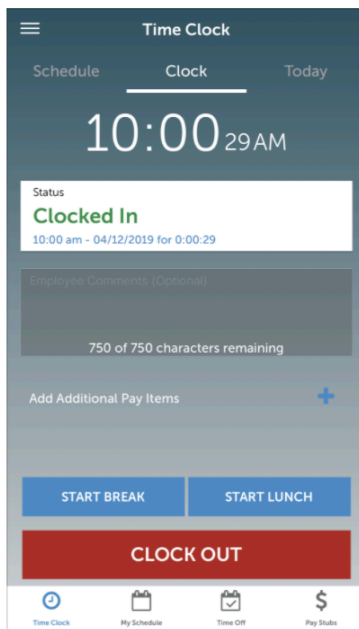 Time Clock
Schedule Clock Today
10:00 29 AM
Status
Clocked In
10:00 am - 04/12/2019 for 0:00:29
Employee Comments (Optional)
750 of 750 characters remaining
Add Additional Pay Items
START BREAK START LUNCH
CLOCK OUT
Time Clock My Schedule Time Off Pay Stubs